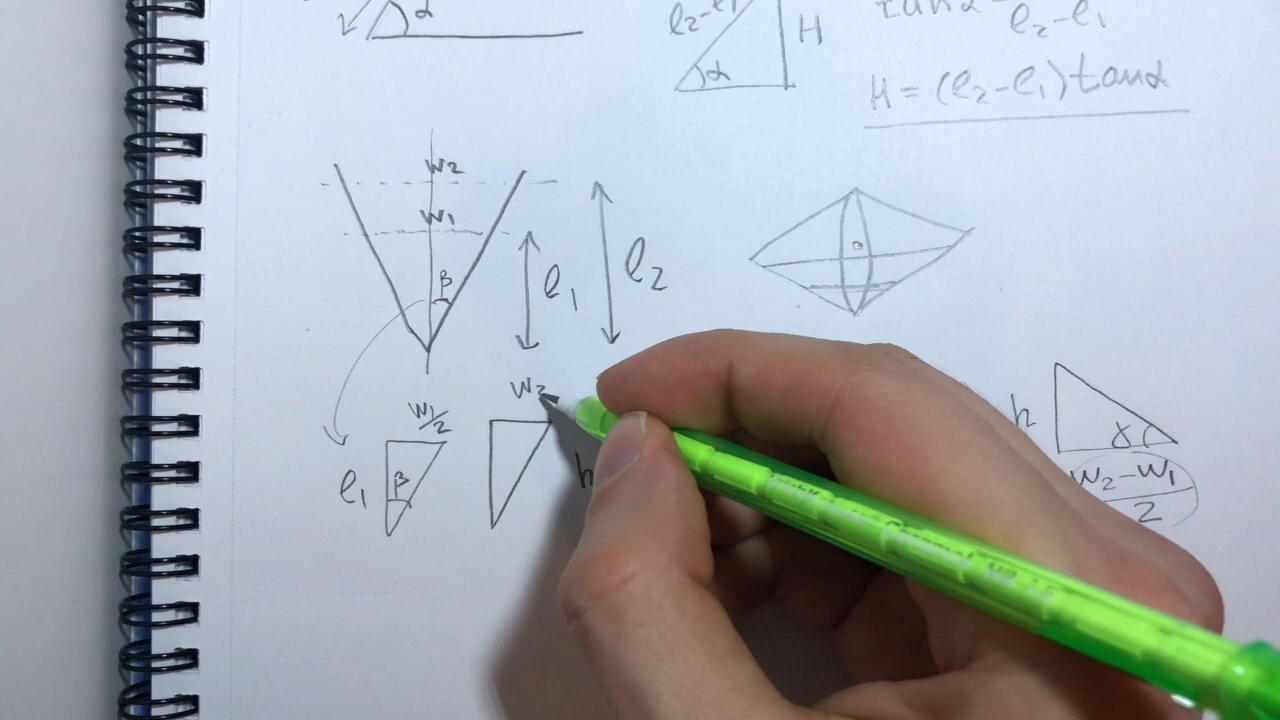 α
ℓ₂-ℓ₁
H
α
tanα
ℓ₂-ℓ₁
H = (ℓ₂-ℓ₁)tanα
W₂
W₁
β
ℓ₁
ℓ₂
W₁/2
ℓ₁
β
W₂
h
h
γ
W₂-W₁
2